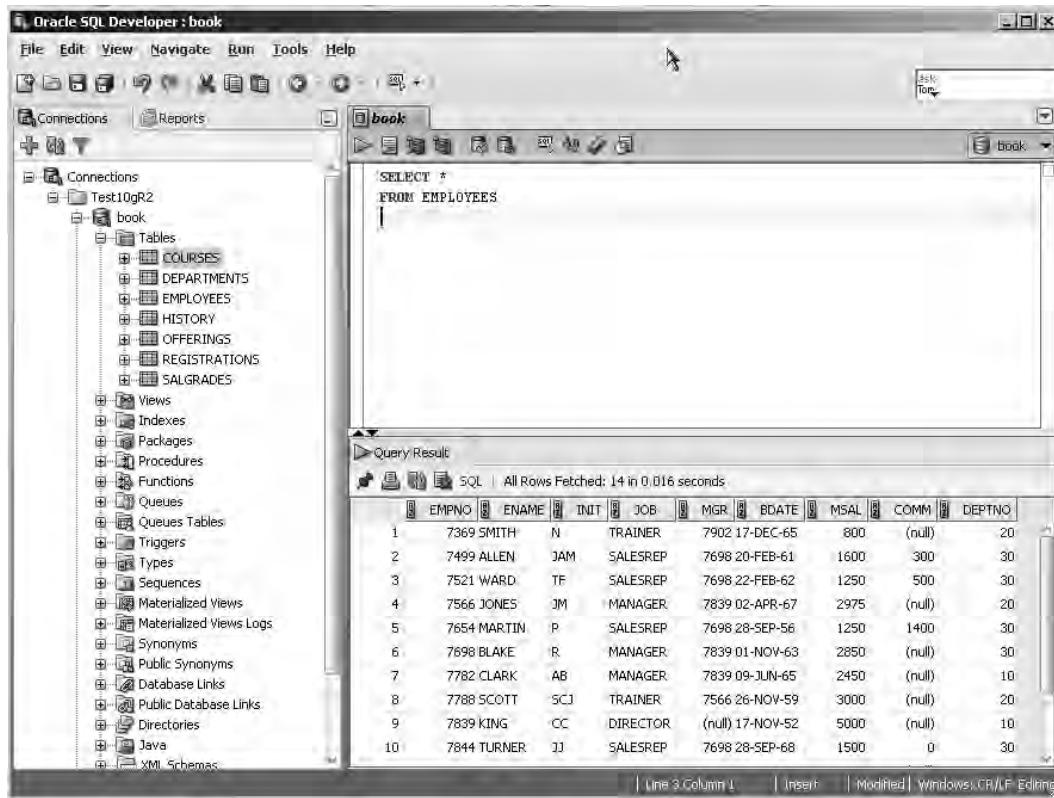 Oracle SQL Developer : book
File Edit View Navigate Run Tools Help
Ask Tom
Connections Reports
book
book
Connections
Test10gR2
book
Tables
COURSES
DEPARTMENTS
EMPLOYEES
HISTORY
OFFERINGS
REGISTRATIONS
SALGRADES
Views
Indexes
Packages
Procedures
Functions
Queues
Queues Tables
Triggers
Types
Sequences
Materialized Views
Materialized Views Logs
Synonyms
Public Synonyms
Database Links
Public Database Links
Directories
Java
XML Schemas
SELECT *
FROM EMPLOYEES
Query Result
SQL | All Rows Fetched: 14 in 0.016 seconds
EMPNO ENAME INIT JOB MGR BDATE MSAL COMM DEPTNO
1 7369 SMITH N TRAINER 7902 17-DEC-65 800 (null) 20
2 7499 ALLEN JAM SALESREP 7698 20-FEB-61 1600 300 30
3 7521 WARD TF SALESREP 7698 22-FEB-62 1250 500 30
4 7566 JONES JM MANAGER 7839 02-APR-67 2975 (null) 20
5 7654 MARTIN P SALESREP 7698 28-SEP-56 1250 1400 30
6 7698 BLAKE R MANAGER 7839 01-NOV-63 2850 (null) 30
7 7782 CLARK AB MANAGER 7839 09-JUN-65 2450 (null) 10
8 7788 SCOTT SCJ TRAINER 7566 26-NOV-59 3000 (null) 20
9 7839 KING CC DIRECTOR (null) 17-NOV-52 5000 (null) 10
10 7844 TURNER JJ SALESREP 7698 28-SEP-68 1500 0 30
Line 3 Column 1 | Insert | Modified | Windows: CR/LF Editing